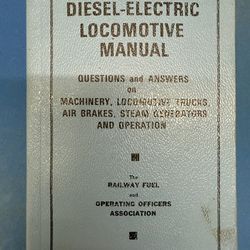 DIESEL-ELECTRIC
LOCOMOTIVE
MANUAL
QUESTIONS and ANSWERS
on
MACHINERY, LOCOMOTIVE TRUCKS,
AIR BRAKES, STEAM GENERATORS
AND OPERATION
The
RAILWAY FUEL
and
OPERATING OFFICERS
ASSOCIATION